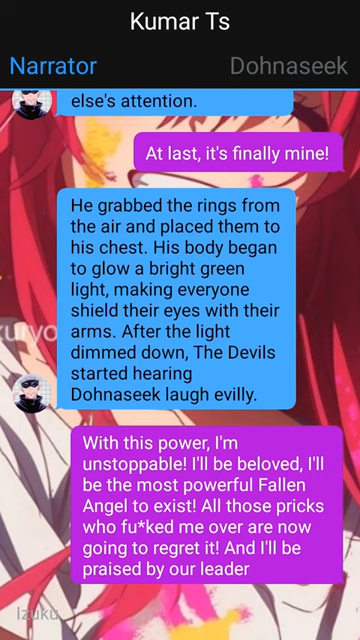 Kumar Ts
Narrator
Dohnaseek
else's attention.
At last, it's finally mine!
He grabbed the rings from
the air and placed them to
his chest. His body began
to glow a bright green
light, making everyone
shield their eyes with their
arms. After the light
dimmed down, The Devils
started hearing
Dohnaseek laugh evilly.
With this power, I'm
unstoppable! I'll be beloved, I'll
be the most powerful Fallen
Angel to exist! All those pricks
who fu*ked me over are now
going to regret it! And I'll be
praised by our leader
Izuku